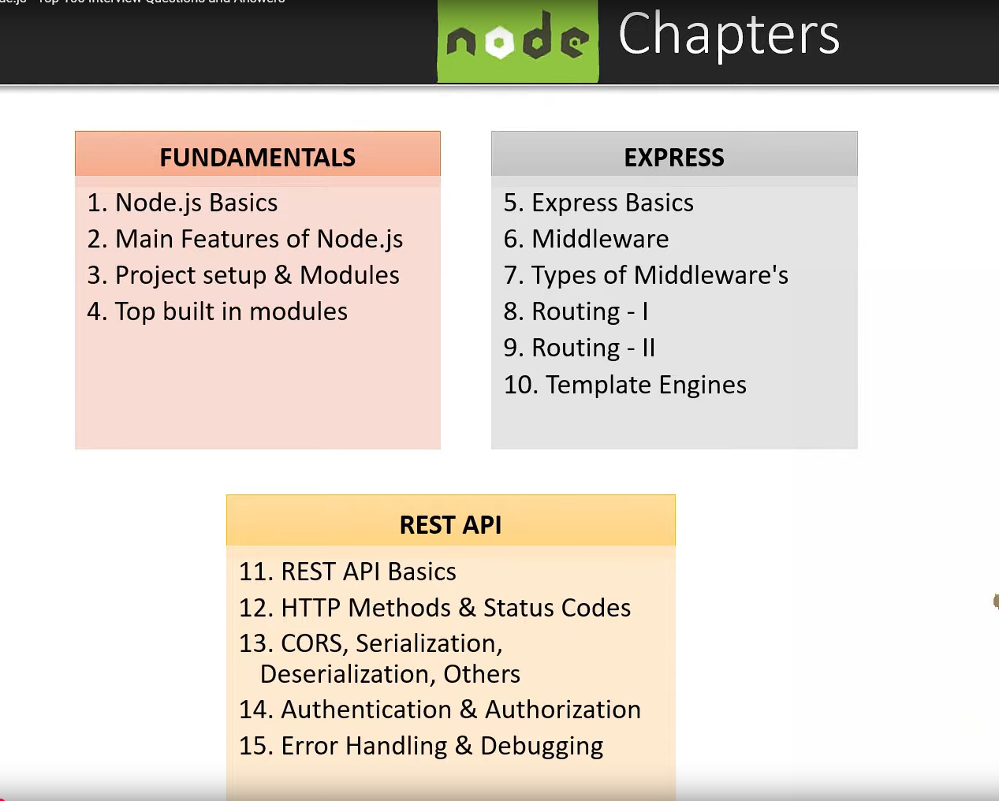 Top 100 Interview Questions and Answers
node Chapters
FUNDAMENTALS
1. Node.js Basics
2. Main Features of Node.js
3. Project setup & Modules
4. Top built in modules
EXPRESS
5. Express Basics
6. Middleware
7. Types of Middleware's
8. Routing - I
9. Routing - II
10. Template Engines
REST API
11. REST API Basics
12. HTTP Methods & Status Codes
13. CORS, Serialization,
Deserialization, Others
14. Authentication & Authorization
15. Error Handling & Debugging